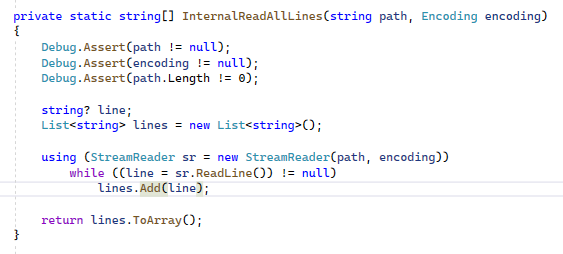 private static string[] InternalReadAllLines(string path, Encoding encoding)
{
    Debug.Assert(path != null);
    Debug.Assert(encoding != null);
    Debug.Assert(path.Length != 0);

    string? line;
    List<string> lines = new List<string>();

    using (StreamReader sr = new StreamReader(path, encoding))
        while ((line = sr.ReadLine()) != null)
            lines.Add(line);

    return lines.ToArray();
}